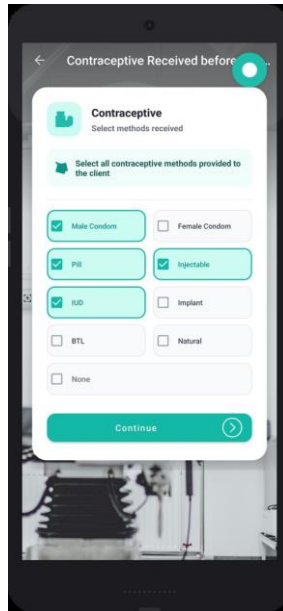 Contraceptive Received before
Contraceptive
Select methods received
Select all contraceptive methods provided to
the client
Male Condom
Female Condom
Pill
Injectable
IUD
Implant
BTL
Natural
None
Continue